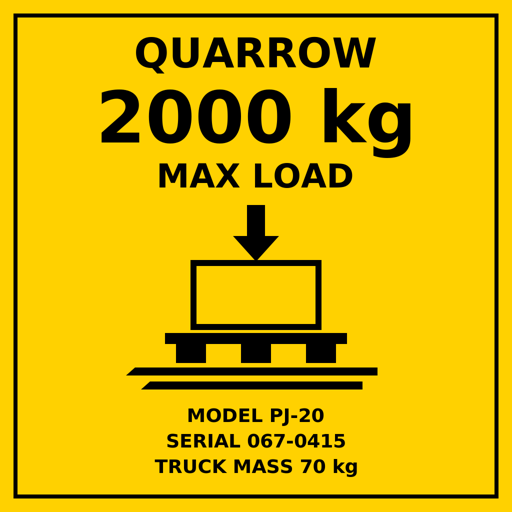 QUARROW
2000 kg
MAX LOAD
MODEL PJ-20
SERIAL 067-0415
TRUCK MASS 70 kg